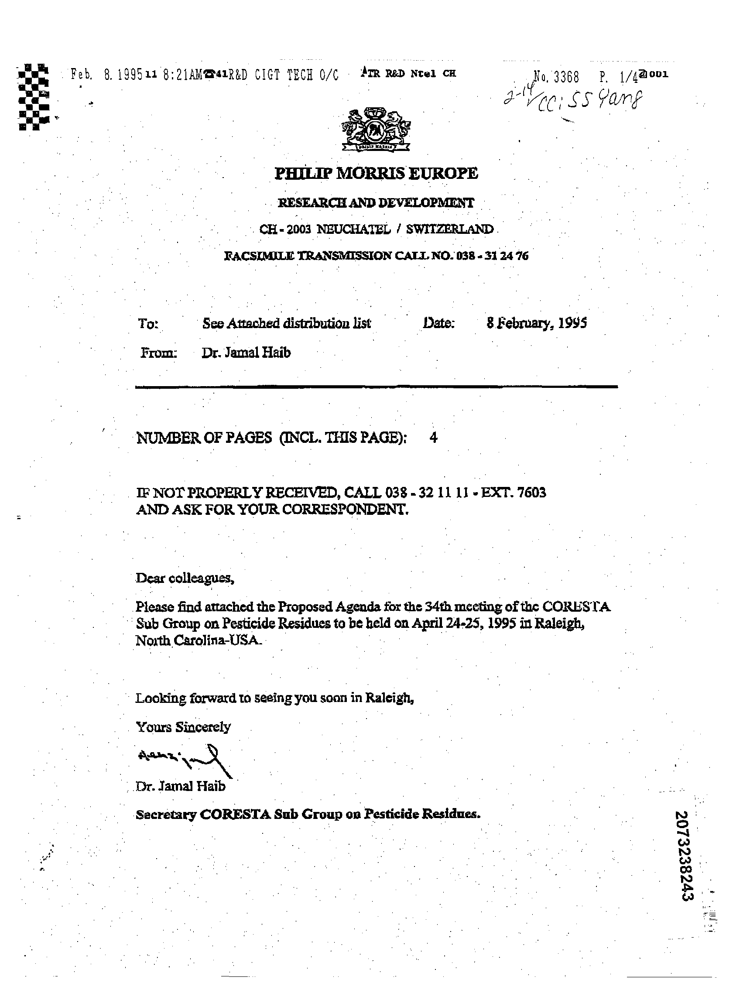 Feb. 8. 1995 11 8:21AM ☎41 R&D CIGT TECH O/C ATR R&D Ntel CH No. 3368 P. 1/4 001
2-14 CC: SS Yang
PHILIP MORRIS EUROPE
RESEARCH AND DEVELOPMENT
CH - 2003 NEUCHATEL / SWITZERLAND
FACSIMILE TRANSMISSION CALL NO. 038 - 31 24 76
To: See Attached distribution list Date: 8 February, 1995
From: Dr. Jamal Haib
NUMBER OF PAGES (INCL. THIS PAGE): 4
IF NOT PROPERLY RECEIVED, CALL 038 - 32 11 11 - EXT. 7603
AND ASK FOR YOUR CORRESPONDENT.
Dear colleagues,
Please find attached the Proposed Agenda for the 34th meeting of the CORESTA
Sub Group on Pesticide Residues to be held on April 24-25, 1995 in Raleigh,
North Carolina-USA.
Looking forward to seeing you soon in Raleigh,
Yours Sincerely
Dr. Jamal Haib
Secretary CORESTA Sub Group on Pesticide Residues.
2073238243